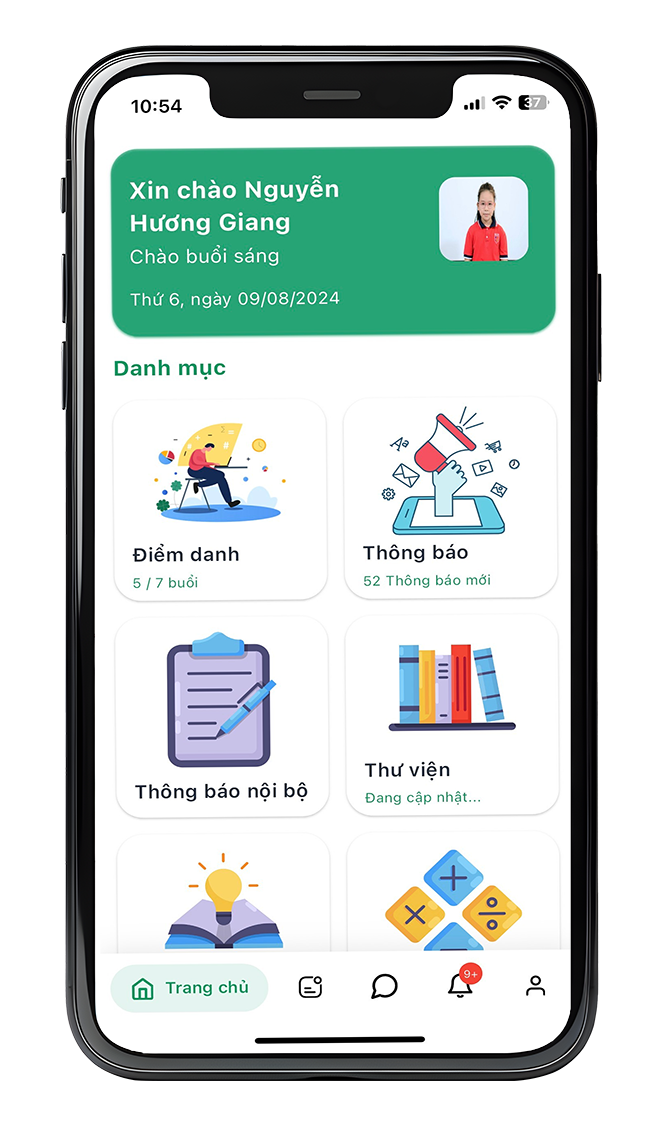 10:54
37
Xin chào Nguyễn
Hương Giang
Chào buổi sáng
Thứ 6, ngày 09/08/2024
Danh mục
Aa
Điểm danh
5 / 7 buổi
Thông báo
52 Thông báo mới
Thông báo nội bộ
Thư viện
Đang cập nhật...
Trang chủ
9+